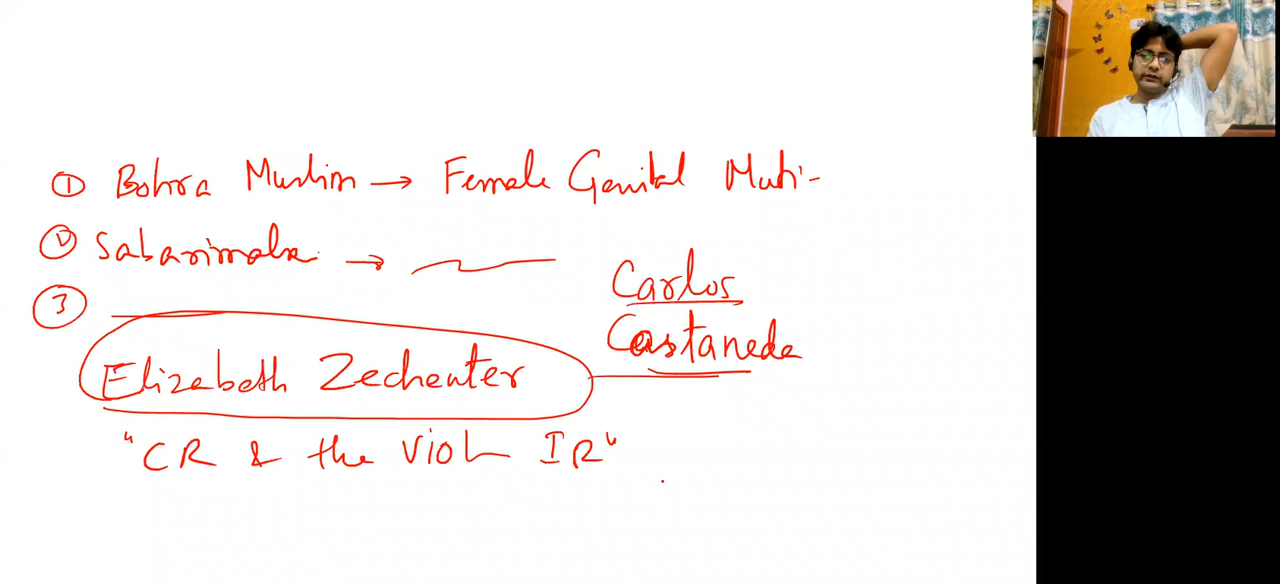 ① Bohra Muslim → Female Genital Muti-
② Sabarimala →
③
Carlos
Castaneda
Elizabeth Zechenter
"CR & the Viol IR"